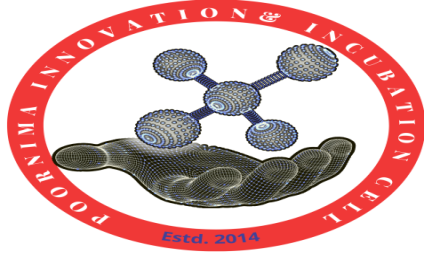 POORNIMA INNOVATION & INCUBATION CELL
Estd. 2014